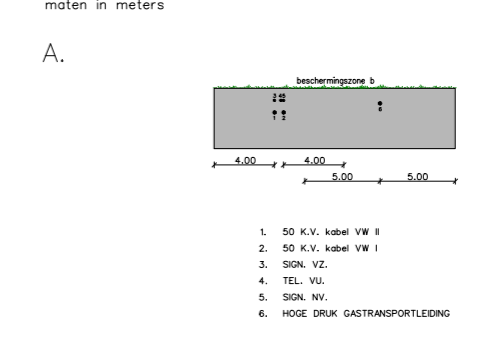 maten in meters
A.
beschermingszone b
3 45
1 2
6
4.00 4.00
5.00 5.00
1. 50 K.V. kabel VW II
2. 50 K.V. kabel VW I
3. SIGN. VZ.
4. TEL. VU.
5. SIGN. NV.
6. HOGE DRUK GASTRANSPORTLEIDING